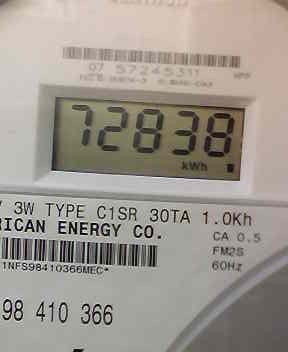 07 57245311
72838
kWh
3W TYPE C1SR 30TA 1.0Kh
RICAN ENERGY CO.
CA 0.5
FM2S
60Hz
1NFS98410366MEC*
98 410 366